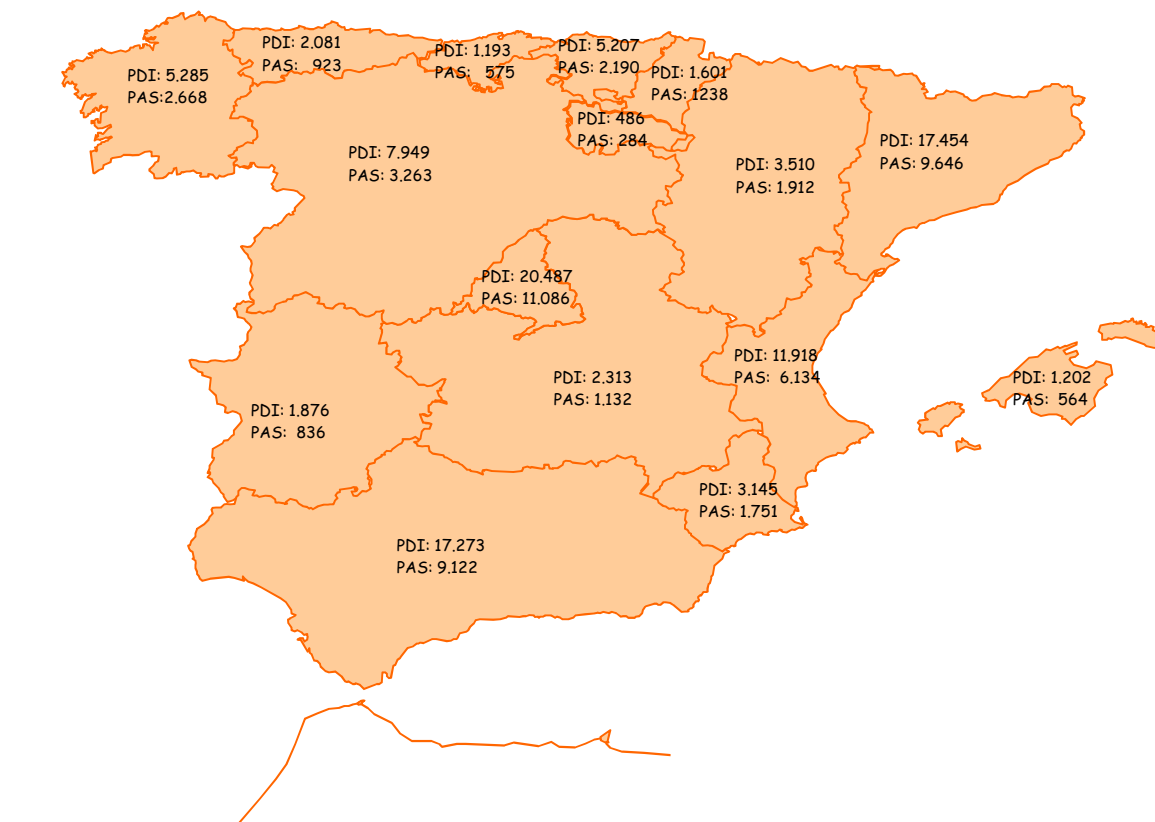 PDI: 2.081
PAS: 923
PDI: 1.193
PAS: 575
PDI: 5.207
PAS: 2.190
PDI: 5.285
PAS:2.668
PDI: 1.601
PAS: 1238
PDI: 486
PAS: 284
PDI: 17.454
PAS: 9.646
PDI: 7.949
PAS: 3.263
PDI: 3.510
PAS: 1.912
PDI: 20.487
PAS: 11.086
PDI: 11.918
PAS: 6.134
PDI: 2.313
PAS: 1.132
PDI: 1.202
PAS: 564
PDI: 1.876
PAS: 836
PDI: 3.145
PAS: 1.751
PDI: 17.273
PAS: 9.122